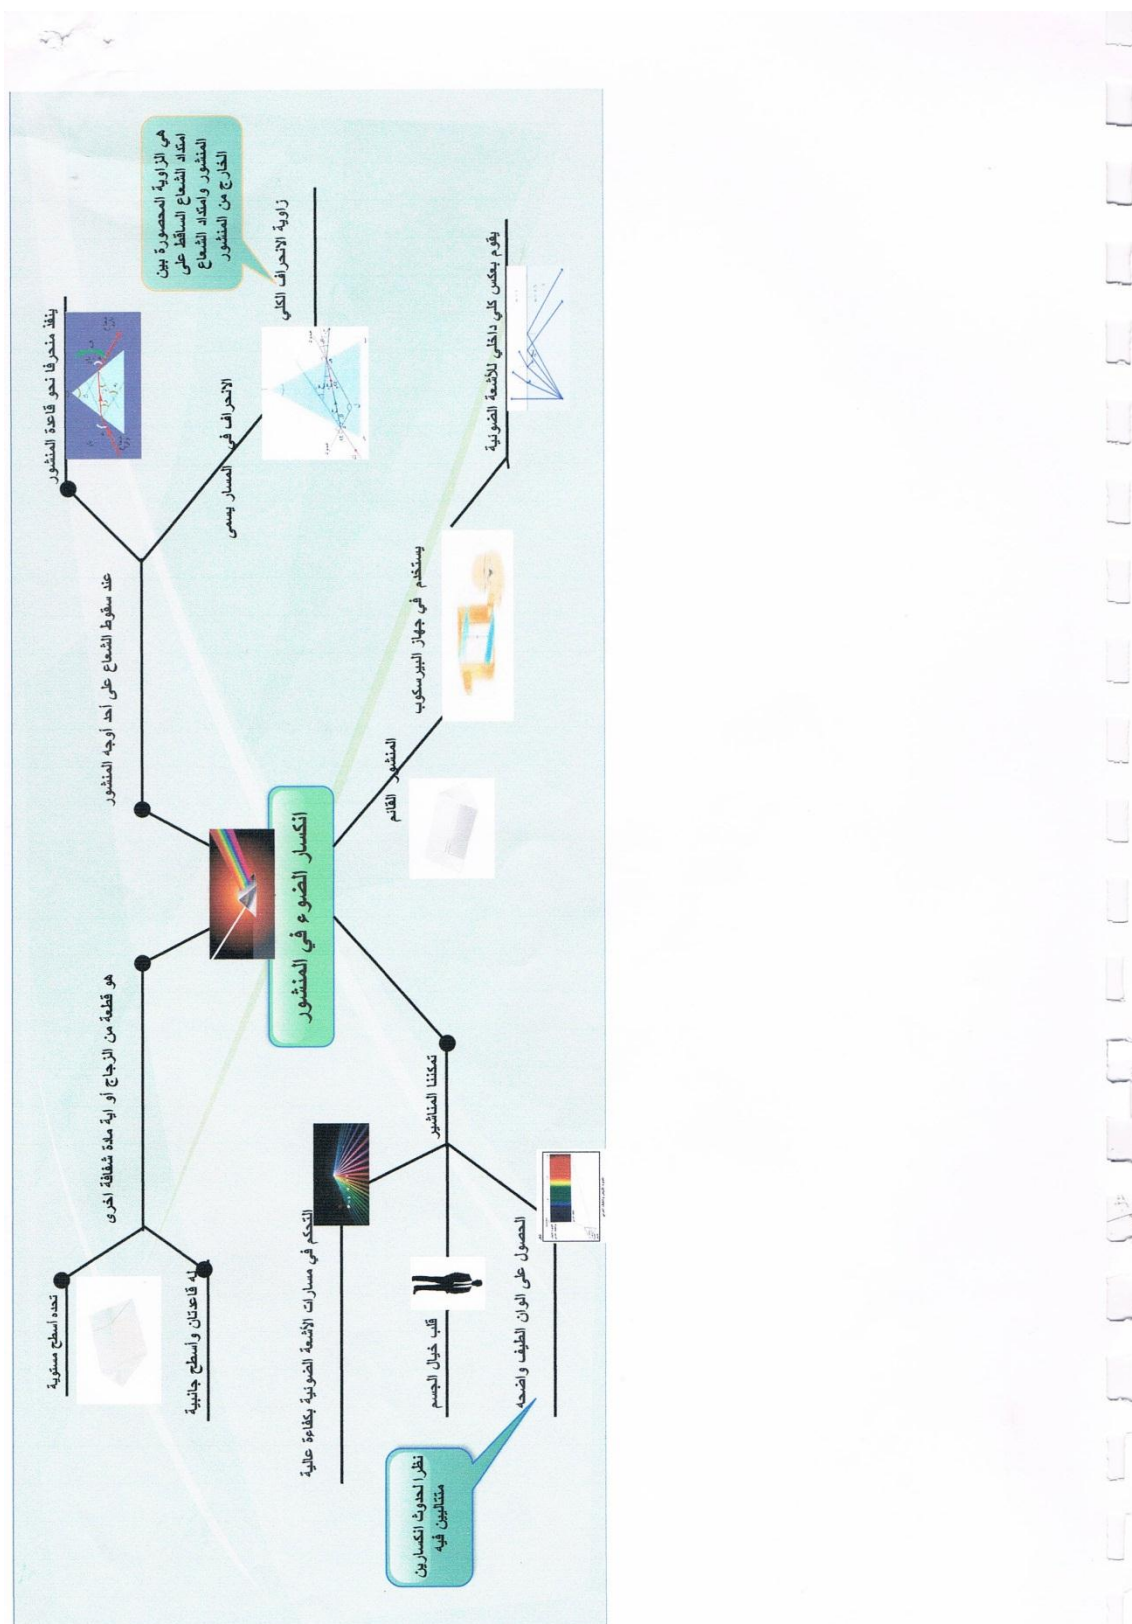 انكسار الضوء في المنشور
هو قطعة من الزجاج أو اية مادة شفافة اخرى
تحده أسطح مستوية
له قاعدتان وأسطح جانبية
عند سقوط الشعاع على أحد أوجه المنشور
ينفذ منحرفا نحو قاعدة المنشور
الانحراف في المسار يسمى
زاوية الانحراف الكلي
هي الزاوية المحصورة بين
امتداد الشعاع الساقط على
المنشور وامتداد الشعاع
الخارج من المنشور
المنشور القائم
يستخدم في جهاز البيرسكوب
يقوم بعكس كلي داخلي للأشعة الضوئية
تمكننا المناشير
التحكم في مسارات الأشعة الضوئية بكفاءة عالية
قلب خيال الجسم
الحصول على الوان الطيف واضحه
نظرا لحدوث انكسارين
متتاليين فيه